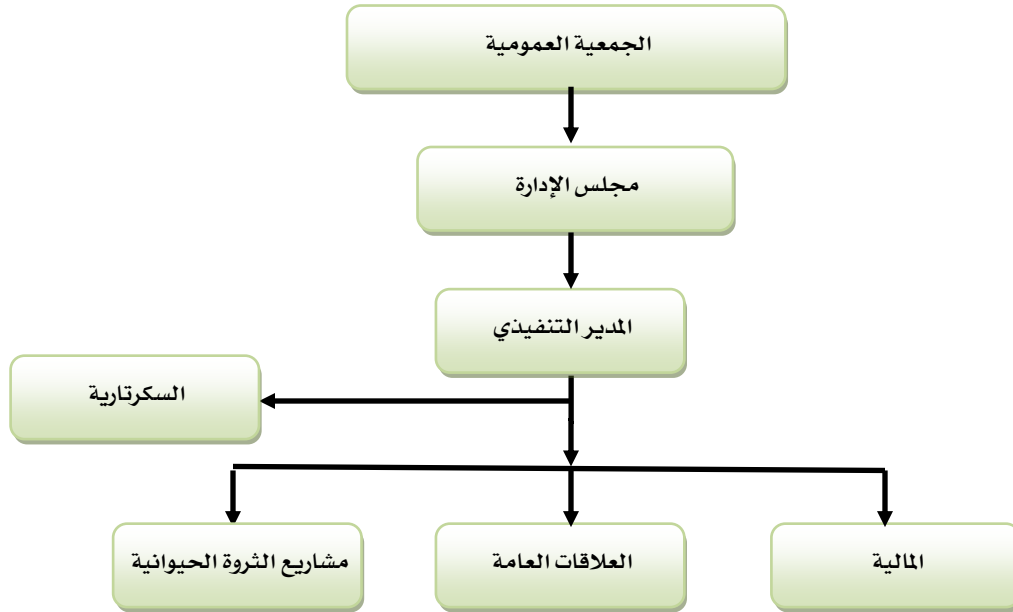 الجمعية العمومية
مجلس الإدارة
المدير التنفيذي
السكرتارية
المالية
العلاقات العامة
مشاريع الثروة الحيوانية